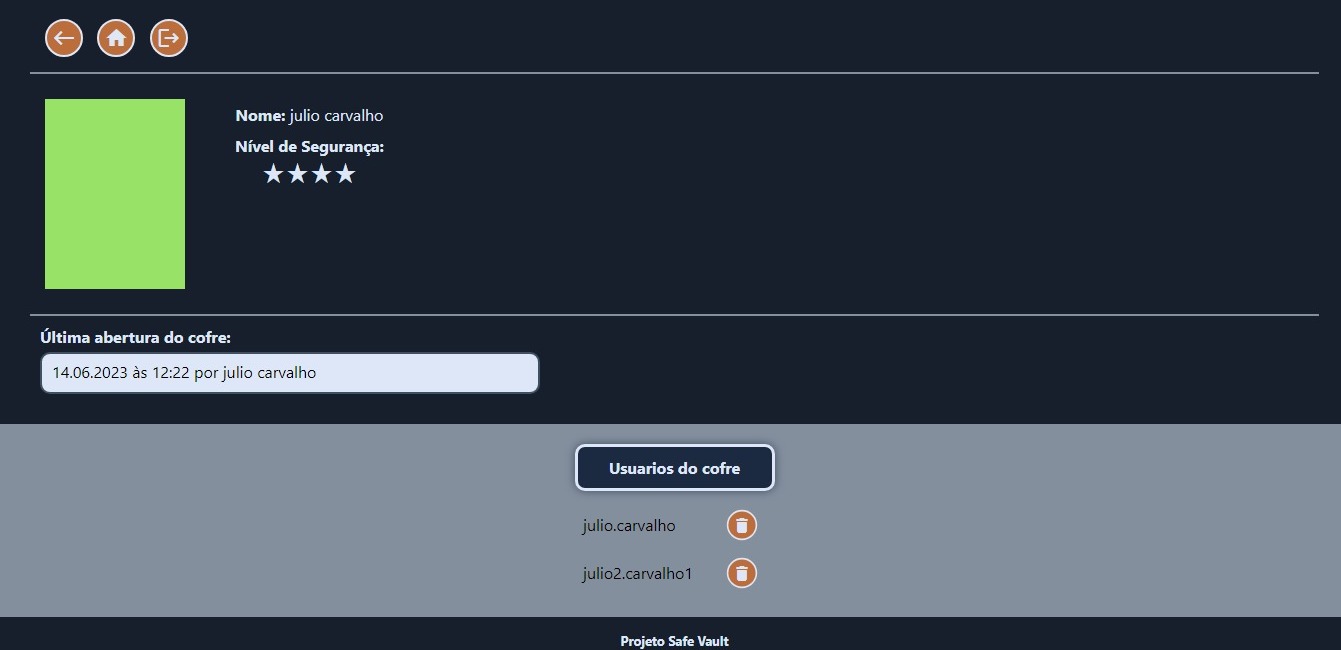 Nome: julio carvalho
Nível de Segurança:
★★★★
Última abertura do cofre:
14.06.2023 às 12:22 por julio carvalho
Usuarios do cofre
julio.carvalho
julio2.carvalho1
Projeto Safe Vault